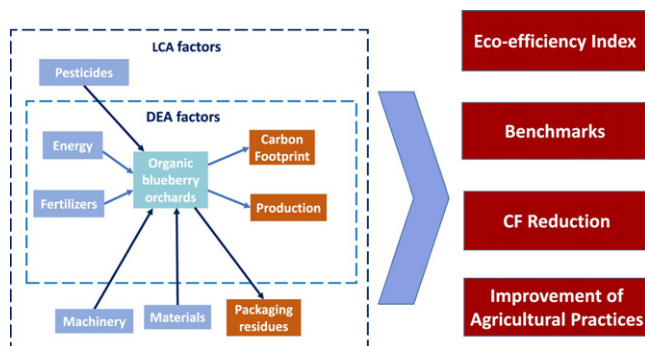 LCA factors
Pesticides
DEA factors
Energy
Fertilizers
Organic
blueberry
orchards
Carbon
Footprint
Production
Machinery
Materials
Packaging
residues
Eco-efficiency Index
Benchmarks
CF Reduction
Improvement of
Agricultural Practices